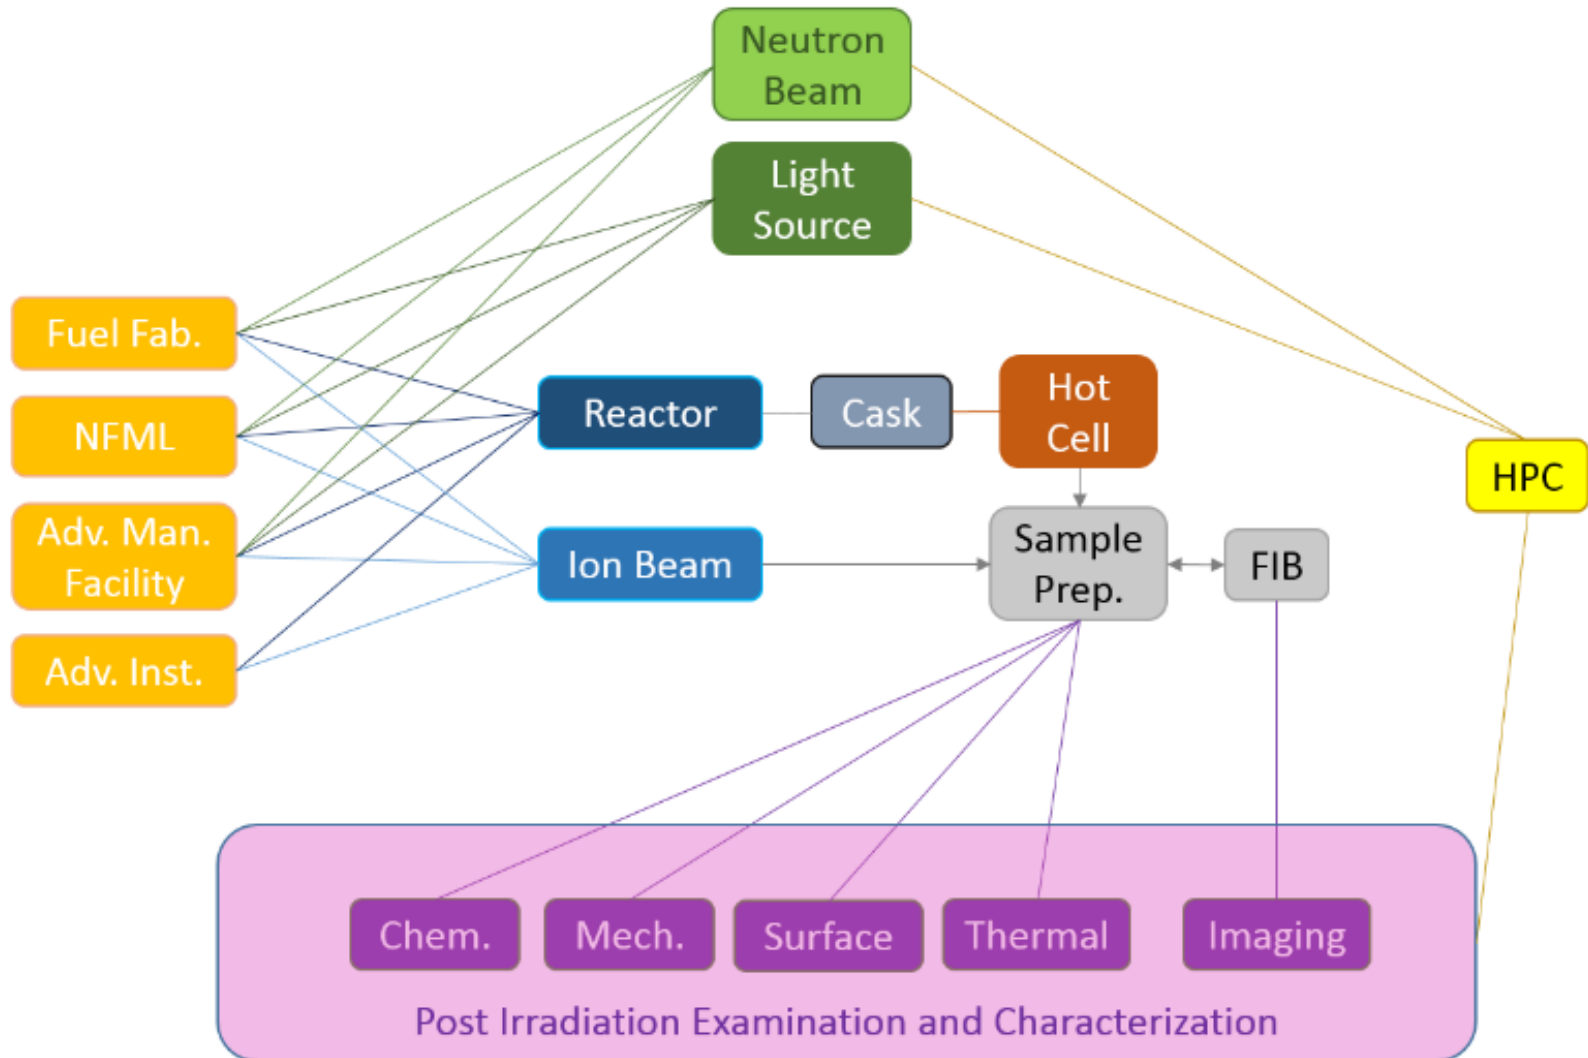 Neutron
Beam
Light
Source
Fuel Fab.
NFML
Adv. Man.
Facility
Adv. Inst.
Reactor
Cask
Hot
Cell
HPC
Ion Beam
Sample
Prep.
FIB
Chem.
Mech.
Surface
Thermal
Imaging
Post Irradiation Examination and Characterization